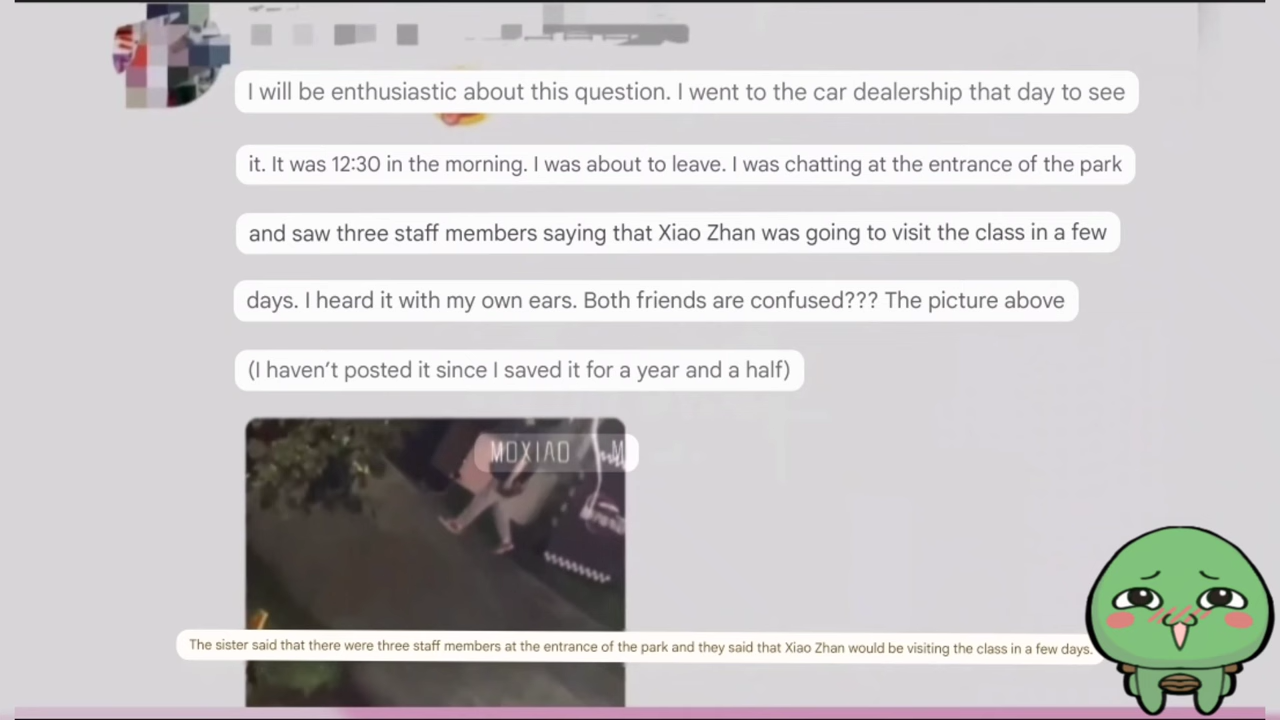 I will be enthusiastic about this question. I went to the car dealership that day to see
it. It was 12:30 in the morning. I was about to leave. I was chatting at the entrance of the park
and saw three staff members saying that Xiao Zhan was going to visit the class in a few
days. I heard it with my own ears. Both friends are confused??? The picture above
(I haven't posted it since I saved it for a year and a half)
MOXIAO M
The sister said that there were three staff members at the entrance of the park and they said that Xiao Zhan would be visiting the class in a few days.